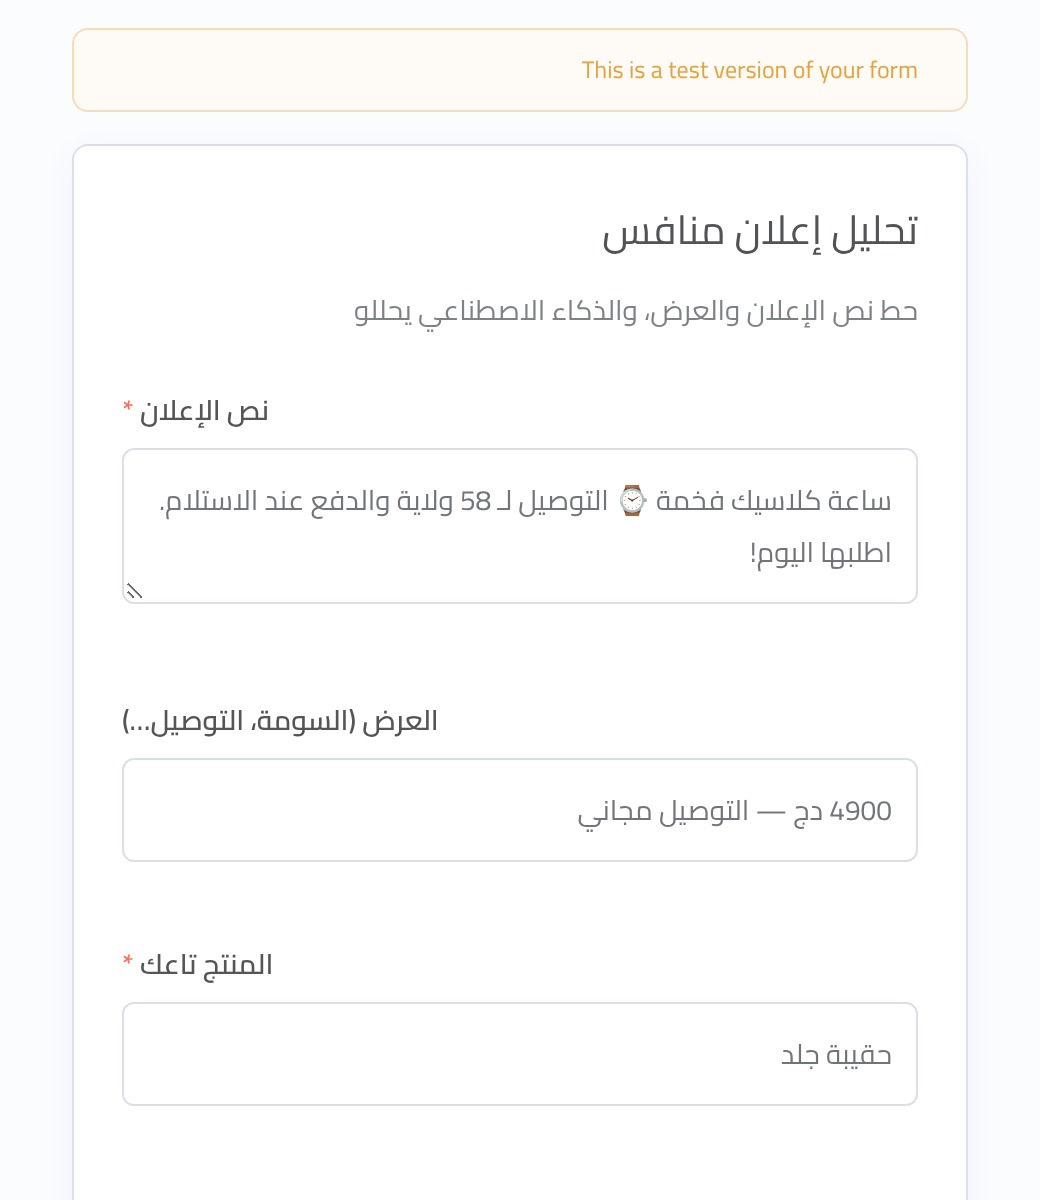 This is a test version of your form
تحليل إعلان منافس
حط نص الإعلان والعرض، والذكاء الاصطناعي يحللو
نص الإعلان *
ساعة كلاسيك فخمة ⌚ التوصيل لـ 58 ولاية والدفع عند الاستلام.
اطلبها اليوم!
العرض (السومة، التوصيل...)
4900 دج — التوصيل مجاني
المنتج تاعك *
حقيبة جلد